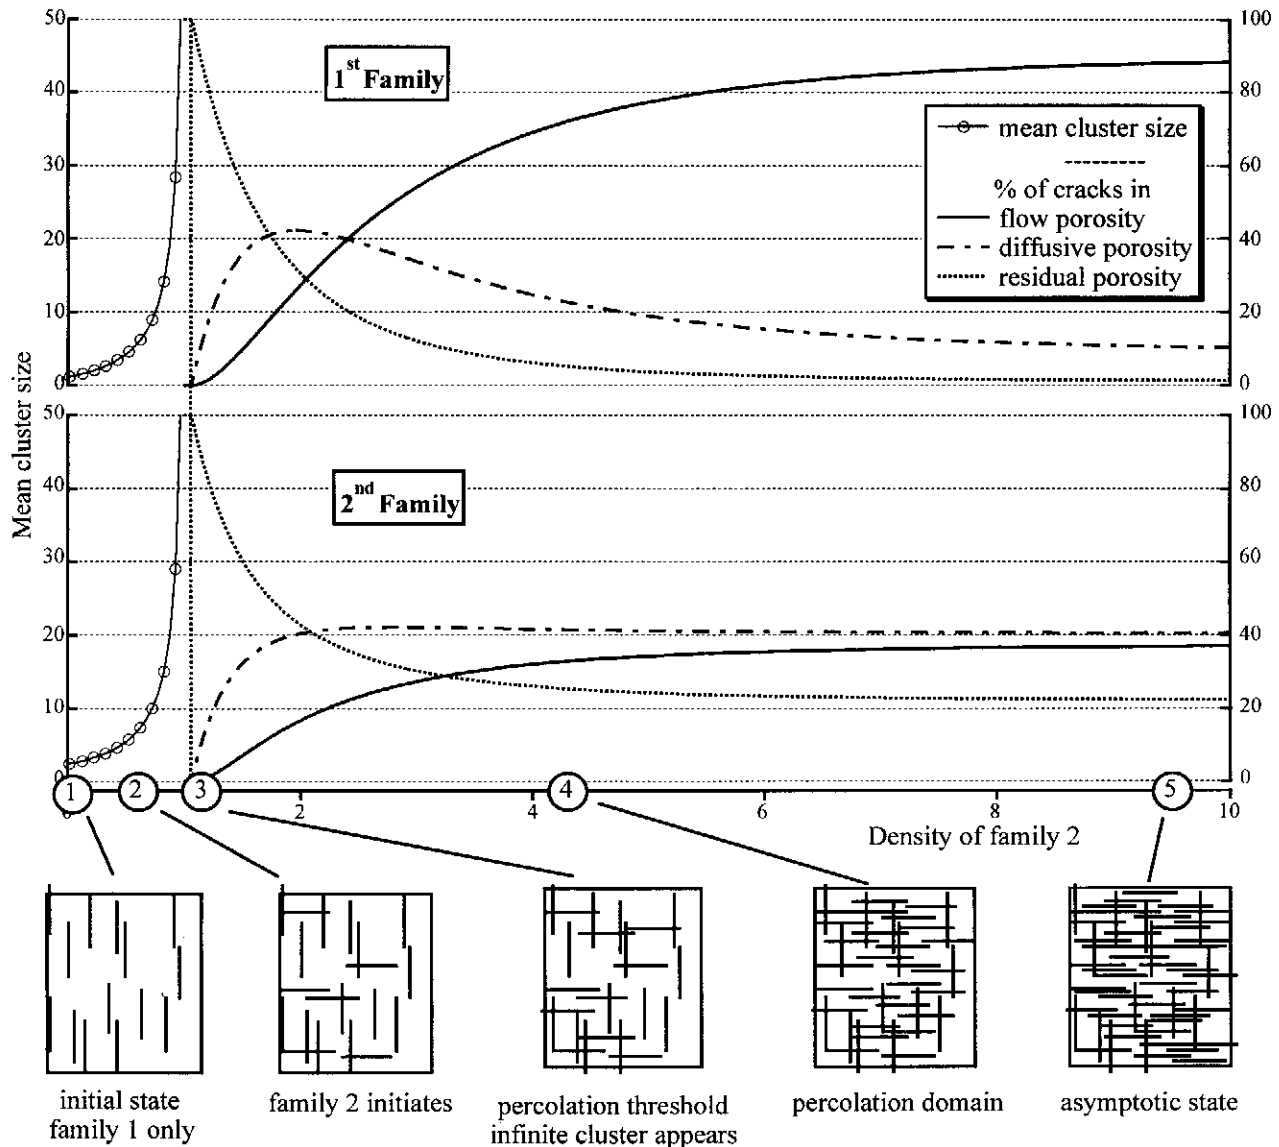 50
40
30
20
10
0
100
80
60
40
20
0
1st Family
mean cluster size
% of cracks in
flow porosity
diffusive porosity
residual porosity
Mean cluster size
50
40
30
20
10
0
100
80
60
40
20
0
2nd Family
1
2
3
4
5
0
2
4
6
8
10
Density of family 2
initial state
family 1 only
family 2 initiates
percolation threshold
infinite cluster appears
percolation domain
asymptotic state